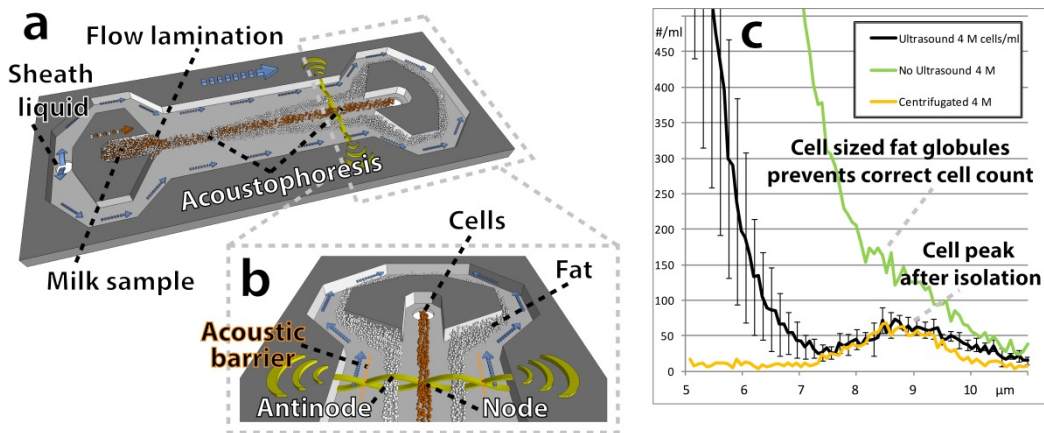 a
Flow lamination
Sheath
liquid
Acoustophoresis
Milk sample
b
Cells
Fat
Acoustic
barrier
Antinode
Node
c
#/ml
450
400
350
300
250
200
150
100
50
0
5
6
7
8
9
10
µm
Ultrasound 4 M cells/ml
No Ultrasound 4 M
Centrifugated 4 M
Cell sized fat globules
prevents correct cell count
Cell peak
after isolation